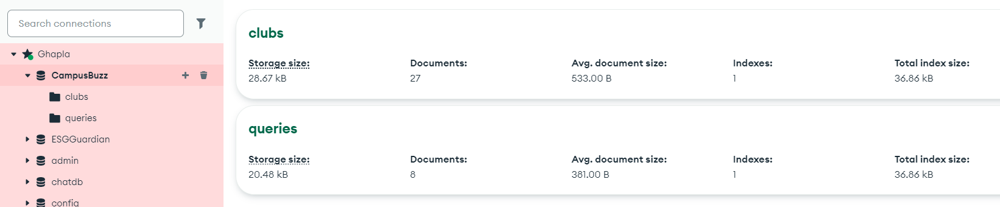 Search connections
Ghapla
CampusBuzz
clubs
queries
ESGGuardian
admin
chatdb
config
clubs
Storage size: Documents: Avg. document size: Indexes: Total index size:
28.67 kB 27 533.00 B 1 36.86 kB
queries
Storage size: Documents: Avg. document size: Indexes: Total index size:
20.48 kB 8 381.00 B 1 36.86 kB